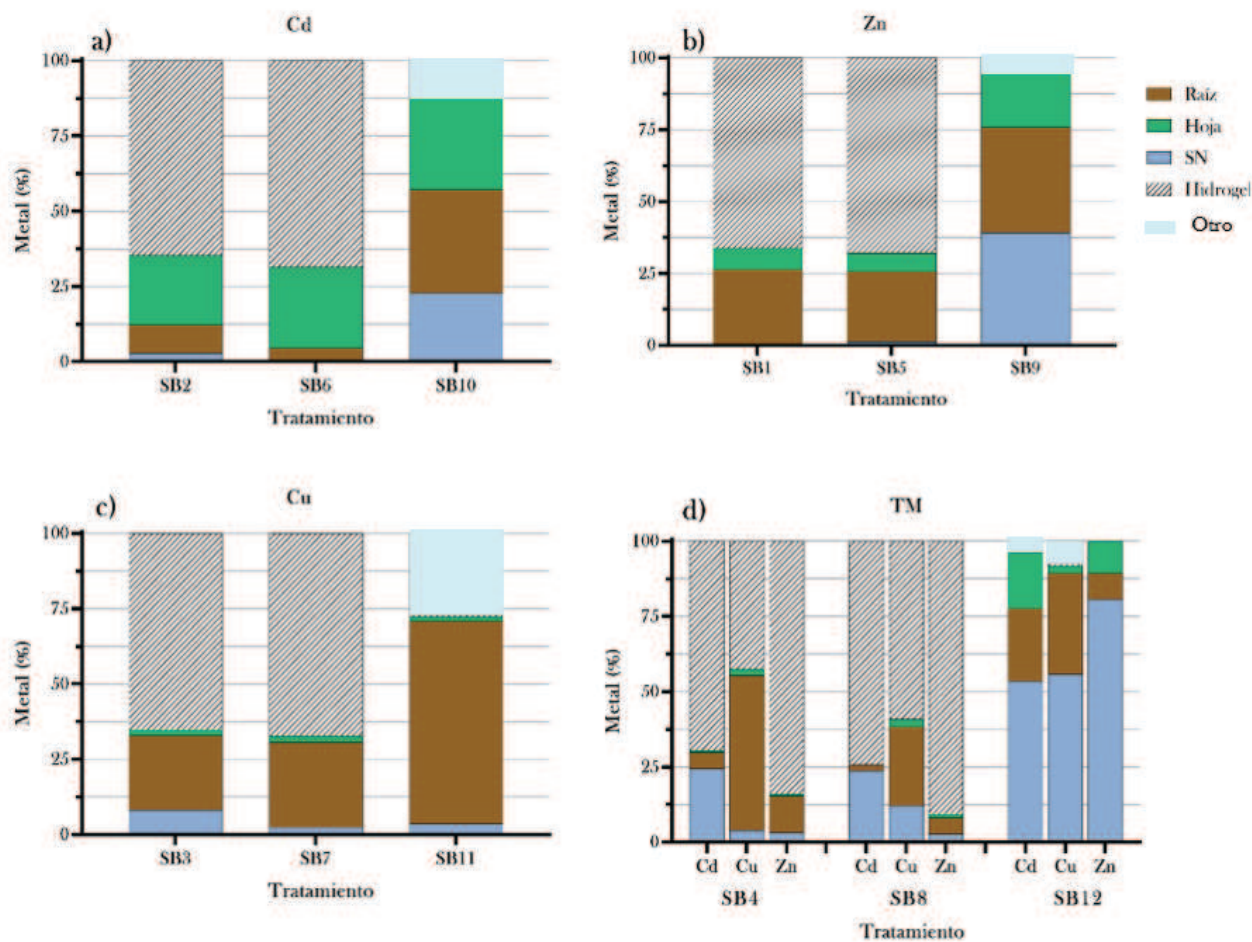 a)
Cd
Metal (%)
100
75
50
25
0
SB2 SB6 SB10
Tratamiento
b)
Zn
Metal (%)
100
75
50
25
0
SB1 SB5 SB9
Tratamiento
Raíz
Hoja
SN
Hidrogel
Otro
c)
Cu
Metal (%)
100
75
50
25
0
SB3 SB7 SB11
Tratamiento
d)
TM
Metal (%)
100
75
50
25
0
Cd Cu Zn Cd Cu Zn Cd Cu Zn
SB4 SB8 SB12
Tratamiento